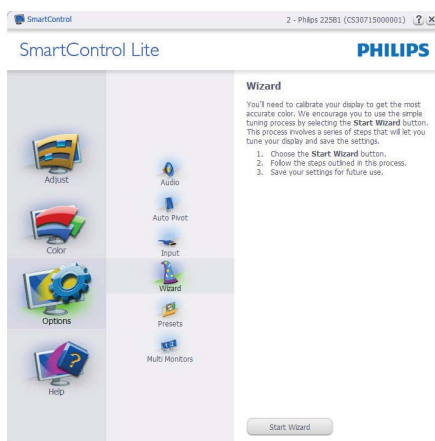 SmartControl
2 - Philips 225B1 (CS30715000001)
?
SmartControl Lite
PHILIPS
Adjust
Color
Options
Help
Audio
Auto Pivot
Input
Wizard
Presets
Multi Monitors
Wizard
You'll need to calibrate your display to get the most
accurate color. We encourage you to use the simple
tuning process by selecting the Start Wizard button.
This process involves a series of steps that will let you
tune your display and save the settings.
1. Choose the Start Wizard button.
2. Follow the steps outlined in this process.
3. Save your settings for future use.
Start Wizard